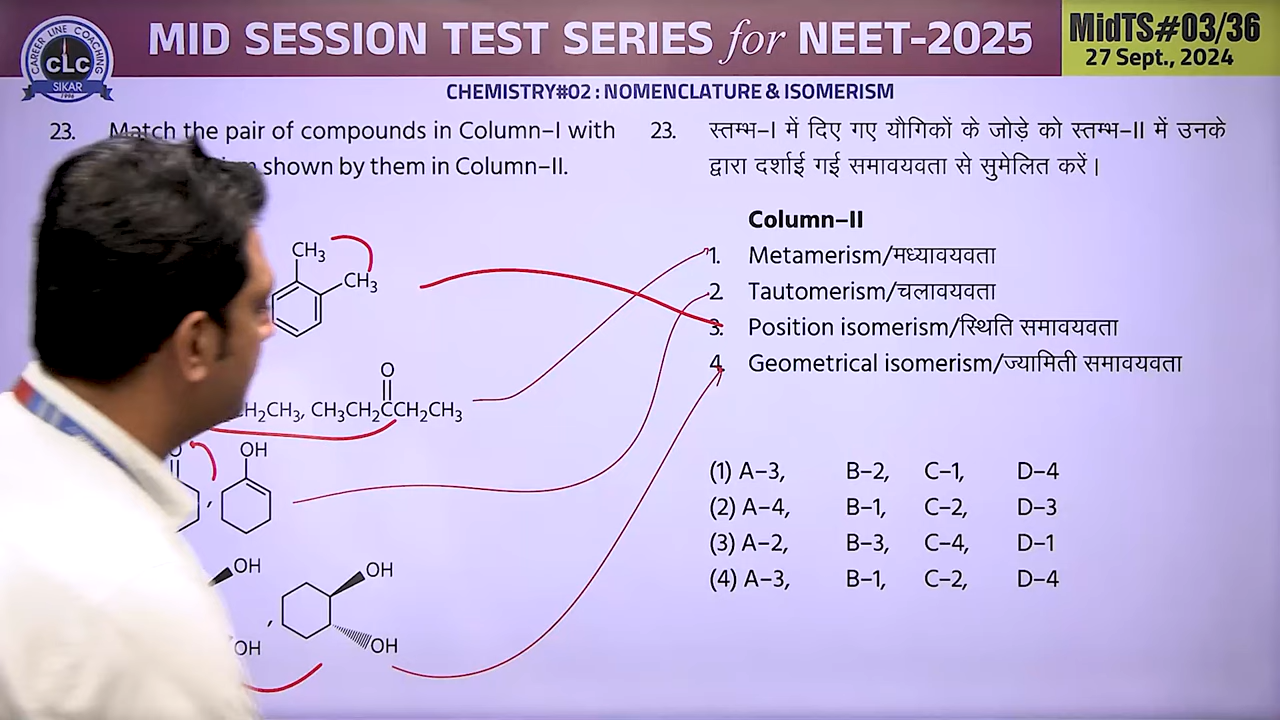 MID SESSION TEST SERIES for NEET-2025
MidTS#03/36
27 Sept., 2024
CAREER LINE COACHING
CLC
SIKAR
1996
CHEMISTRY#02 : NOMENCLATURE & ISOMERISM
23. Match the pair of compounds in Column–I with
shown by them in Column–II.
CH₃
CH₃
O
H₂CH₃, CH₃CH₂CCH₂CH₃
O
OH
,
OH
OH
,
OH
OH
23. स्तम्भ–I में दिए गए यौगिकों के जोड़े को स्तम्भ–II में उनके
द्वारा दर्शाई गई समावयवता से सुमेलित करें।
Column–II
1. Metamerism/मध्यावयवता
2. Tautomerism/चलावयवता
3. Position isomerism/स्थिति समावयवता
4. Geometrical isomerism/ज्यामिती समावयवता
(1) A–3, B–2, C–1, D–4
(2) A–4, B–1, C–2, D–3
(3) A–2, B–3, C–4, D–1
(4) A–3, B–1, C–2, D–4